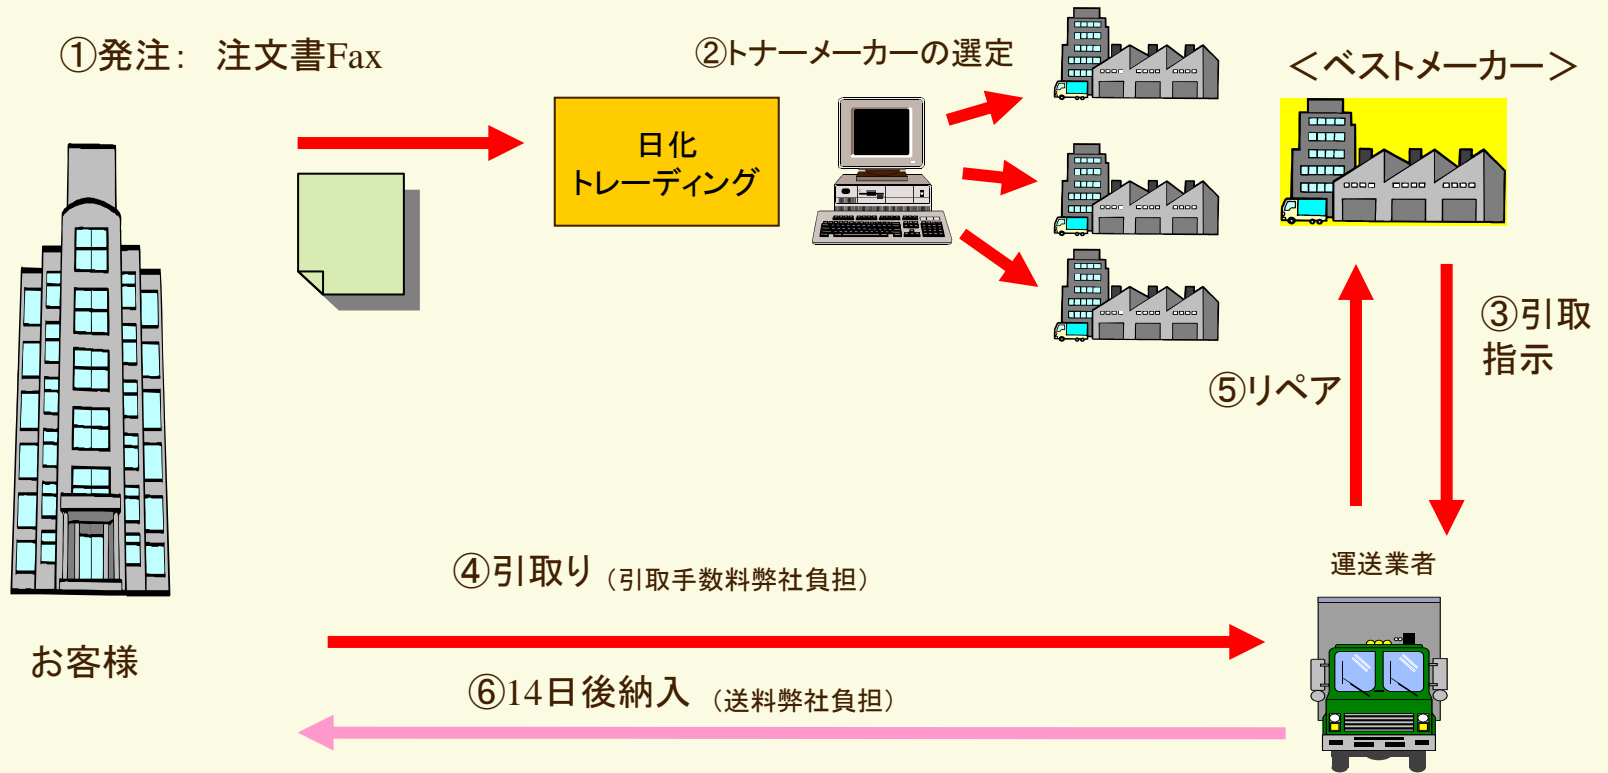 ①発注: 注文書Fax
②トナーメーカーの選定
＜ベストメーカー＞
日化
トレーディング
③引取
指示
⑤リペア
運送業者
④引取り（引取手数料弊社負担）
お客様
⑥14日後納入（送料弊社負担）